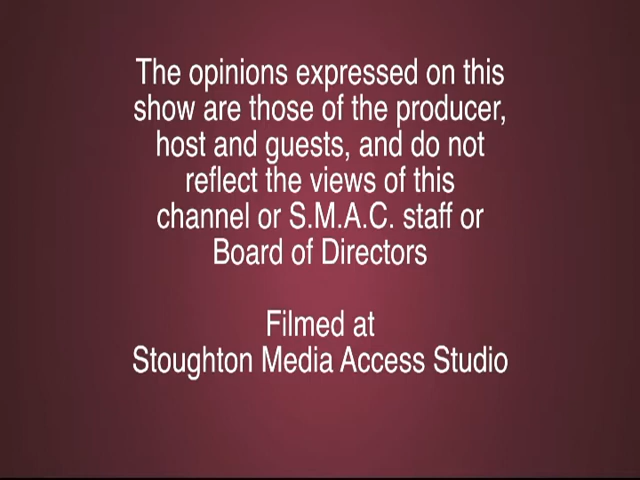 The opinions expressed on this
show are those of the producer,
host and guests, and do not
reflect the views of this
channel or S.M.A.C. staff or
Board of Directors
Filmed at
Stoughton Media Access Studio